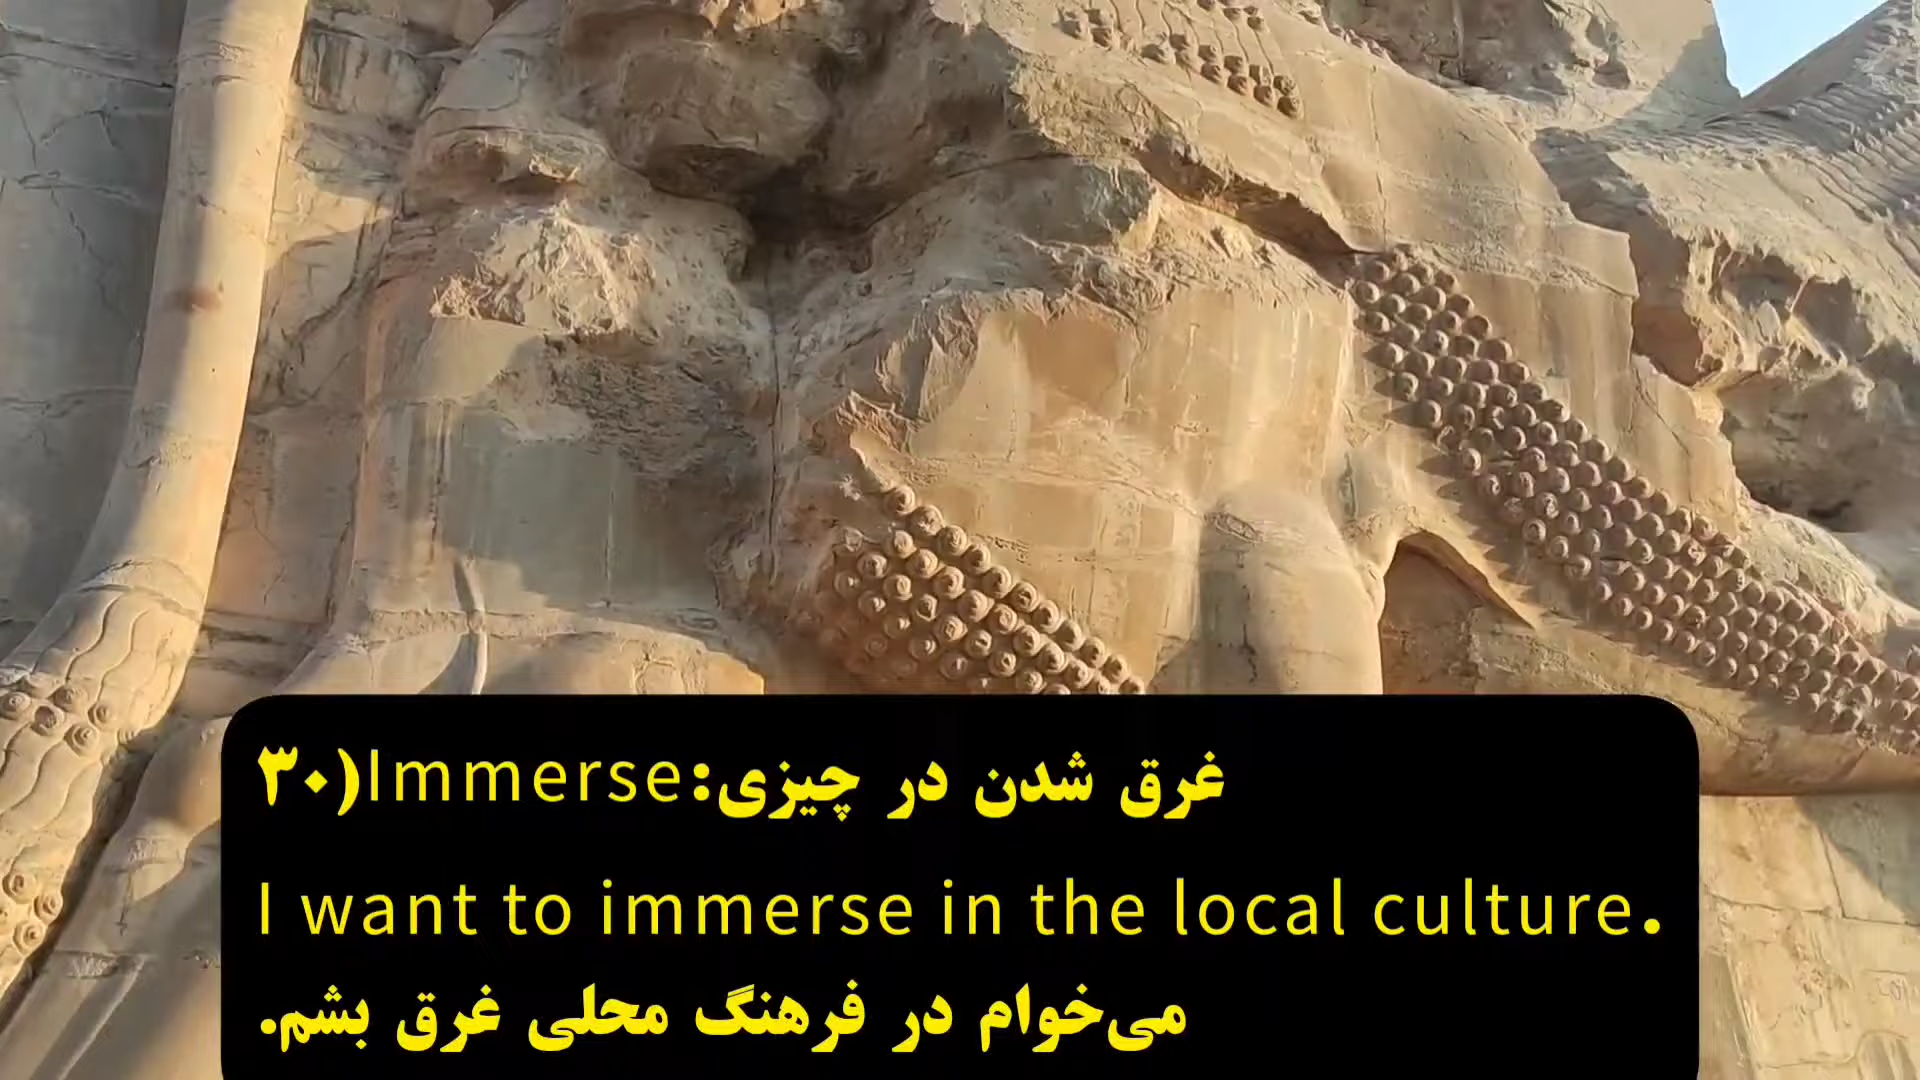 ۳۰)Immerse:غرق شدن در چیزی
I want to immerse in the local culture.
می‌خوام در فرهنگ محلی غرق بشم.